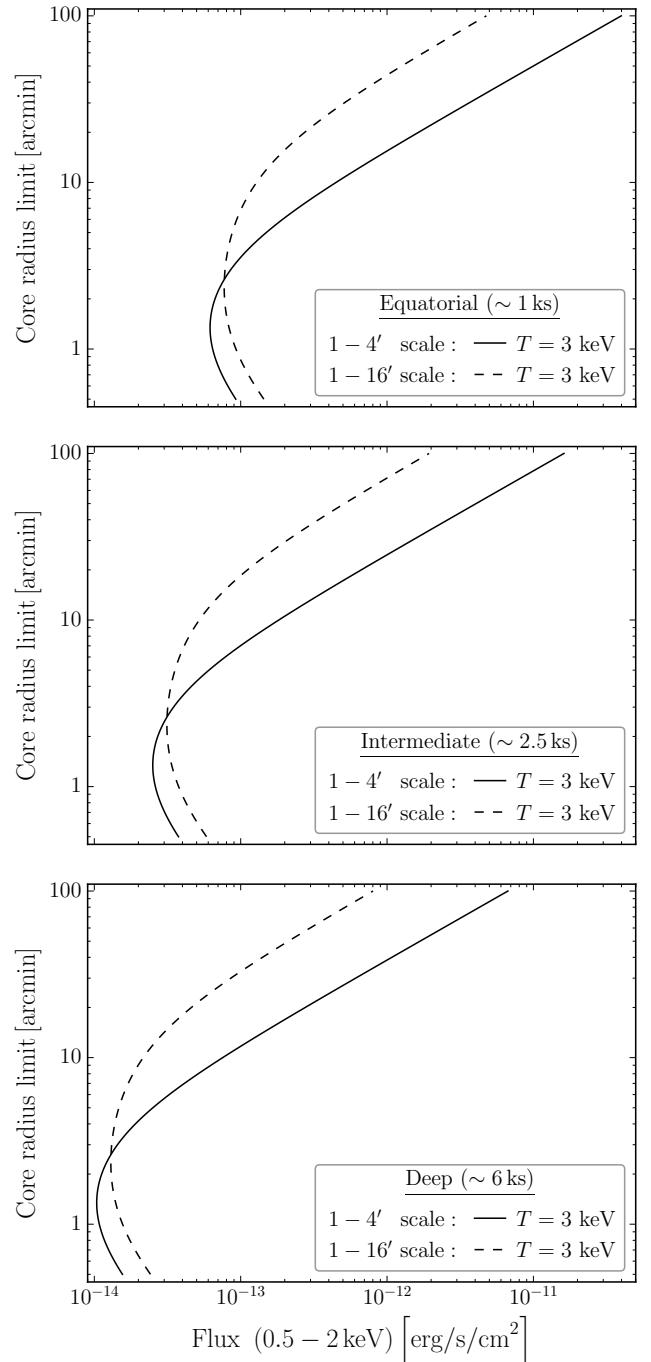 100
10
1
Core radius limit [arcmin]
Equatorial (∼ 1 ks)
1 − 4′ scale : T = 3 keV
1 − 16′ scale : T = 3 keV
100
10
1
Core radius limit [arcmin]
Intermediate (∼ 2.5 ks)
1 − 4′ scale : T = 3 keV
1 − 16′ scale : T = 3 keV
100
10
1
Core radius limit [arcmin]
Deep (∼ 6 ks)
1 − 4′ scale : T = 3 keV
1 − 16′ scale : T = 3 keV
10⁻¹⁴ 10⁻¹³ 10⁻¹² 10⁻¹¹
Flux (0.5 − 2 keV) [erg/s/cm²]